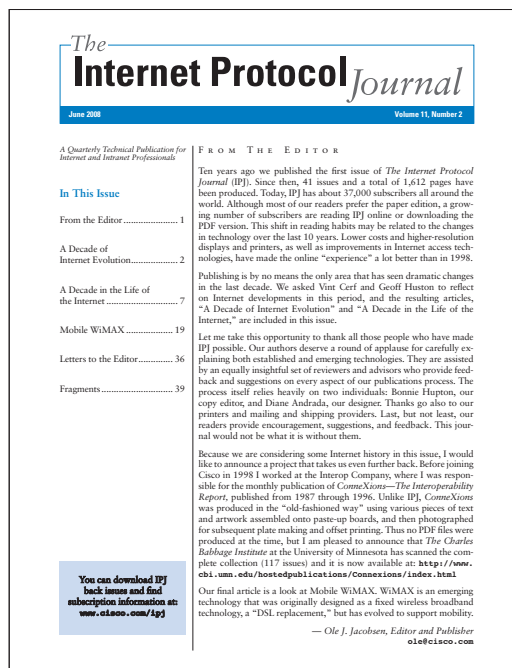 The
Internet Protocol Journal
June 2008 Volume 11, Number 2
A Quarterly Technical Publication for
Internet and Intranet Professionals
In This Issue
From the Editor ...................... 1
A Decade of
Internet Evolution................... 2
A Decade in the Life of
the Internet ............................. 7
Mobile WiMAX ................... 19
Letters to the Editor.............. 36
Fragments ............................. 39
You can download IPJ
back issues and find
subscription information at:
www.cisco.com/ipj
From The Editor
Ten years ago we published the first issue of The Internet Protocol
Journal (IPJ). Since then, 41 issues and a total of 1,612 pages have
been produced. Today, IPJ has about 37,000 subscribers all around the
world. Although most of our readers prefer the paper edition, a grow-
ing number of subscribers are reading IPJ online or downloading the
PDF version. This shift in reading habits may be related to the changes
in technology over the last 10 years. Lower costs and higher-resolution
displays and printers, as well as improvements in Internet access tech-
nologies, have made the online “experience” a lot better than in 1998.
Publishing is by no means the only area that has seen dramatic changes
in the last decade. We asked Vint Cerf and Geoff Huston to reflect
on Internet developments in this period, and the resulting articles,
“A Decade of Internet Evolution” and “A Decade in the Life of the
Internet,” are included in this issue.
Let me take this opportunity to thank all those people who have made
IPJ possible. Our authors deserve a round of applause for carefully ex-
plaining both established and emerging technologies. They are assisted
by an equally insightful set of reviewers and advisors who provide feed-
back and suggestions on every aspect of our publications process. The
process itself relies heavily on two individuals: Bonnie Hupton, our
copy editor, and Diane Andrada, our designer. Thanks go also to our
printers and mailing and shipping providers. Last, but not least, our
readers provide encouragement, suggestions, and feedback. This jour-
nal would not be what it is without them.
Because we are considering some Internet history in this issue, I would
like to announce a project that takes us even further back. Before joining
Cisco in 1998 I worked at the Interop Company, where I was respon-
sible for the monthly publication of ConneXions—The Interoperability
Report, published from 1987 through 1996. Unlike IPJ, ConneXions
was produced in the “old-fashioned way” using various pieces of text
and artwork assembled onto paste-up boards, and then photographed
for subsequent plate making and offset printing. Thus no PDF files were
produced at the time, but I am pleased to announce that The Charles
Babbage Institute at the University of Minnesota has scanned the com-
plete collection (117 issues) and it is now available at: http://www.
cbi.umn.edu/hostedpublications/Connexions/index.html
Our final article is a look at Mobile WiMAX. WiMAX is an emerging
technology that was originally designed as a fixed wireless broadband
technology, a “DSL replacement,” but has evolved to support mobility.
— Ole J. Jacobsen, Editor and Publisher
ole@cisco.com